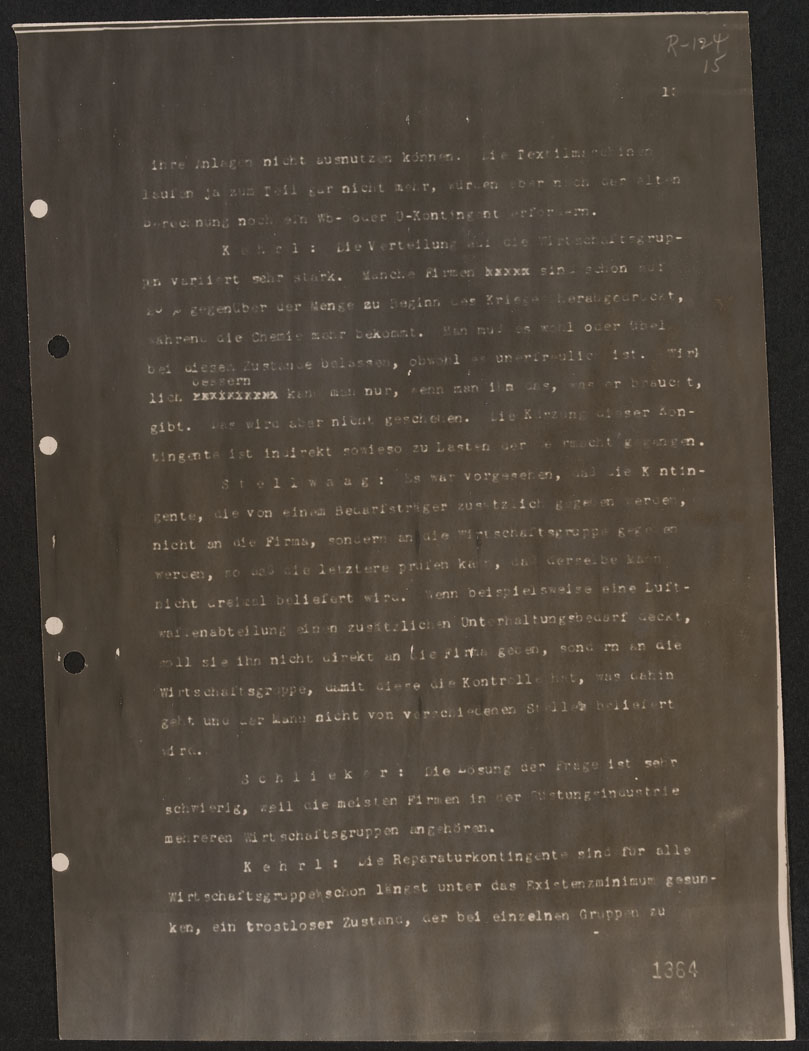 R-124
15
1
ihre Anlagen nicht ausnutzen können. Die Textilmaschinen
laufen ja zum Teil gar nicht mehr, würden aber nach der alten
Berechnung noch ein Wb- oder U-Kontingent erfordern.
K e h r l : Die Verteilung auf die Wirtschaftsgrup-
pn variiert sehr stark. Manche Firmen xxxxx sind schon auf
gegenüber der Menge zu Beginn des Krieges herabgedrückt,
während die Chemie mehr bekommt. Man muß es wohl oder übel
bei diesem Zustande belassen, obwohl es unerfreulich ist. Wirk
bessern
lich xxxxxxxxxx kann man nur, wenn man ihm das, was er braucht,
gibt. Das wird aber nicht geschehen. Die Kürzung dieser Kon-
tingente ist indirekt sowieso zu Lasten der Wehrmacht gegangen.
S t e l l w a a g : Es war vorgesehen, daß die Kontin-
gente, die von einem Bedarfsträger zusätzlich gegeben werden,
nicht an die Firma, sondern an die Wirtschaftsgruppe gegeben
werden, so daß die letztere prüfen kann, daß derselbe Kann
nicht dreimal beliefert wird. Wenn beispielsweise eine Luft-
waffenabteilung einen zusätzlichen Unterhaltungsbedarf deckt,
soll sie ihn nicht direkt an die Firma geben, sondern an die
Wirtschaftsgruppe, damit diese die Kontrolle hat, was dahin
geht und der Mann nicht von verschiedenen Stellen beliefert
wird.
S c h l i e k e r : Die Lösung der Frage ist sehr
schwierig, weil die meisten Firmen in der Rüstungsindustrie
mehreren Wirtschaftsgruppen angehören.
K e h r l : Die Reparaturkontingente sind für alle
Wirtschaftsgruppen schon längst unter das Existenzminimum gesun-
ken, ein trostloser Zustand, der bei einzelnen Gruppen zu
1364